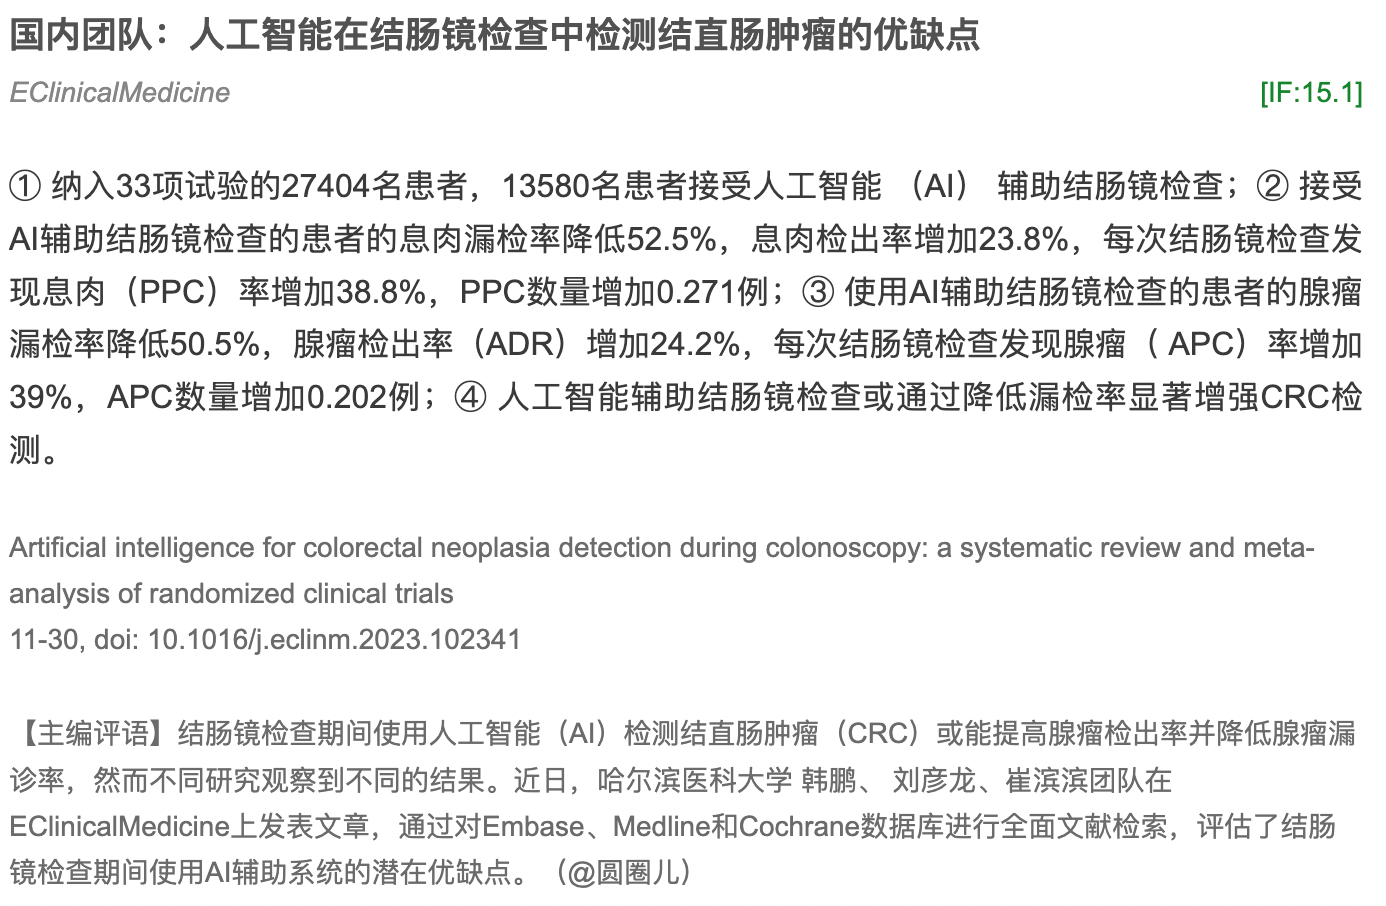 国内团队：人工智能在结肠镜检查中检测结直肠肿瘤的优缺点
EClinicalMedicine
[IF:15.1]
① 纳入33项试验的27404名患者，13580名患者接受人工智能 （AI） 辅助结肠镜检查；② 接受
AI辅助结肠镜检查的患者的息肉漏检率降低52.5%，息肉检出率增加23.8%，每次结肠镜检查发
现息肉（PPC）率增加38.8%，PPC数量增加0.271例；③ 使用AI辅助结肠镜检查的患者的腺瘤
漏检率降低50.5%，腺瘤检出率（ADR）增加24.2%，每次结肠镜检查发现腺瘤（ APC）率增加
39%，APC数量增加0.202例；④ 人工智能辅助结肠镜检查或通过降低漏检率显著增强CRC检
测。
Artificial intelligence for colorectal neoplasia detection during colonoscopy: a systematic review and meta-
analysis of randomized clinical trials
11-30, doi: 10.1016/j.eclinm.2023.102341
【主编评语】结肠镜检查期间使用人工智能（AI）检测结直肠肿瘤（CRC）或能提高腺瘤检出率并降低腺瘤漏
诊率，然而不同研究观察到不同的结果。近日，哈尔滨医科大学 韩鹏、 刘彦龙、崔滨滨团队在
EClinicalMedicine上发表文章，通过对Embase、Medline和Cochrane数据库进行全面文献检索，评估了结肠
镜检查期间使用AI辅助系统的潜在优缺点。（@圆圈儿）